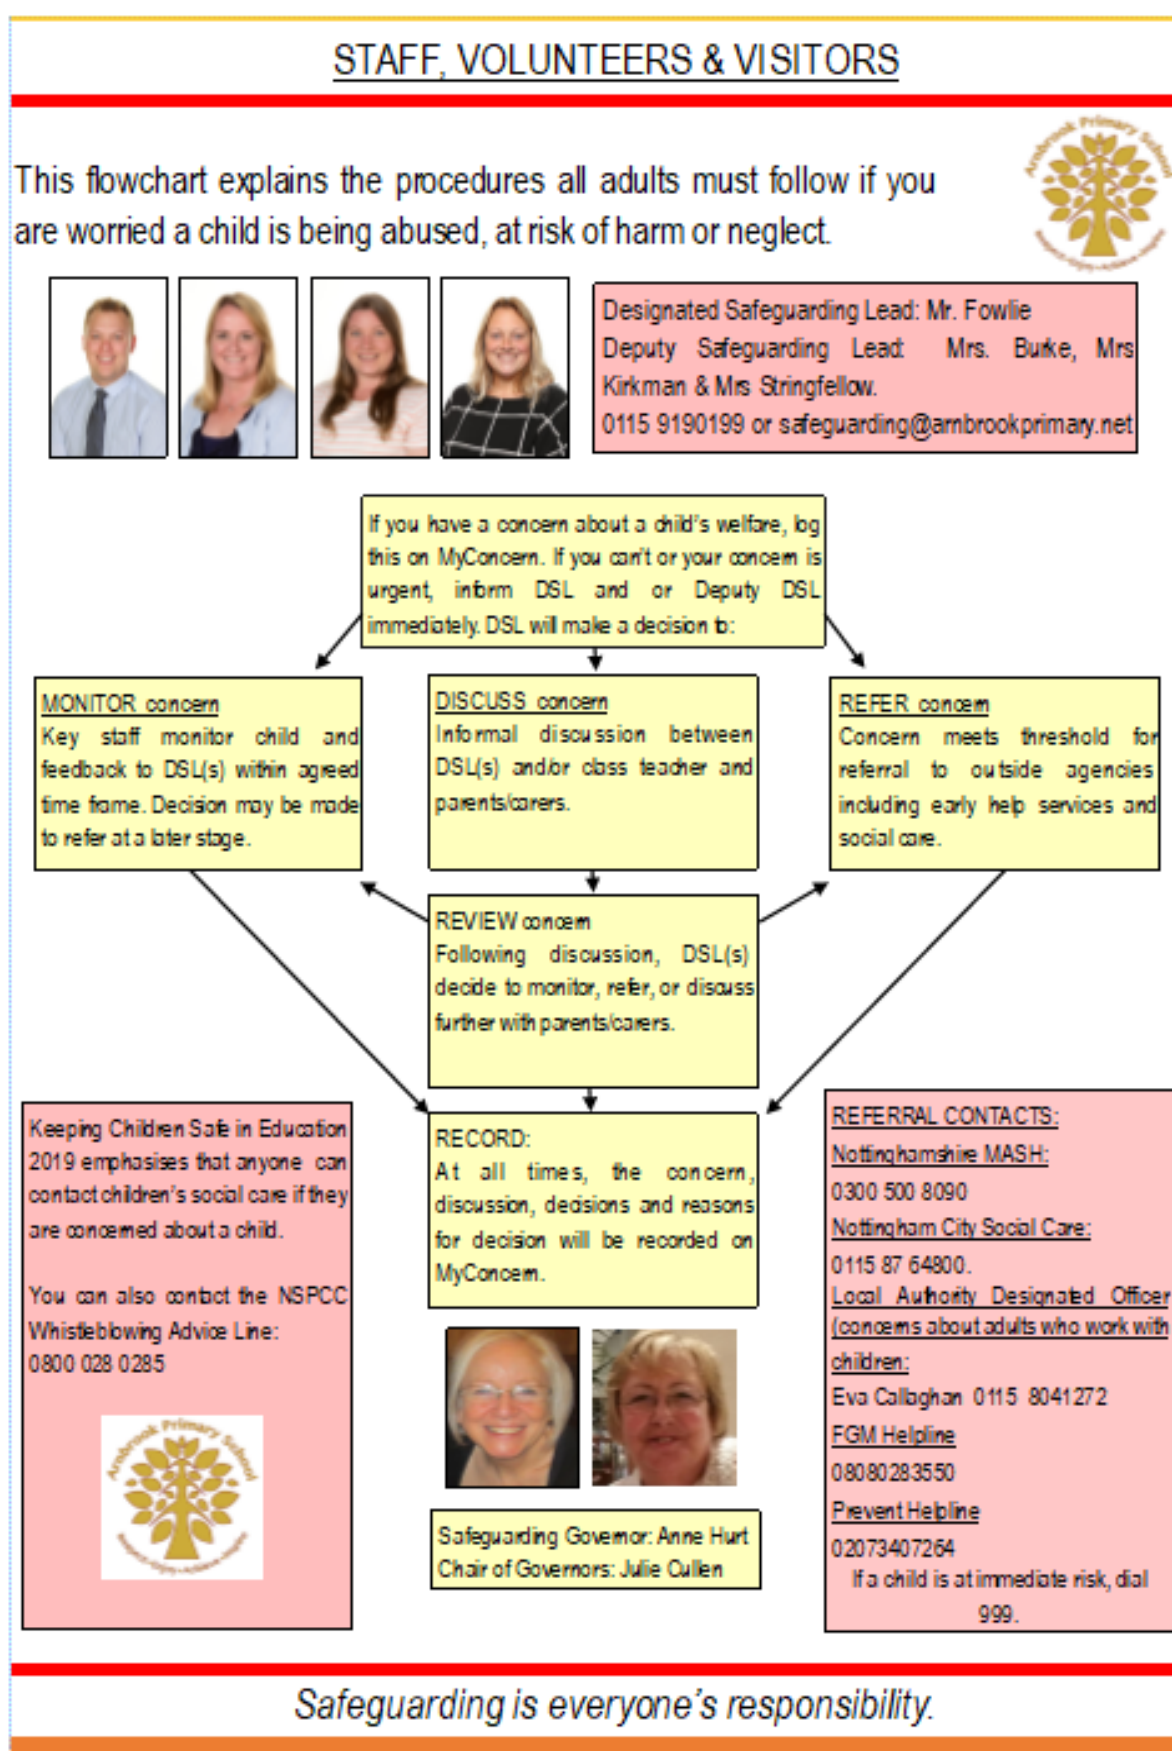 STAFF, VOLUNTEERS & VISITORS
Arnbrook Primary School
This flowchart explains the procedures all adults must follow if you
are worried a child is being abused, at risk of harm or neglect.
Designated Safeguarding Lead: Mr. Fowlie
Deputy Safeguarding Lead: Mrs. Burke, Mrs
Kirkman & Mrs Stringfellow.
0115 9190199 or safeguarding@arnbrookprimary.net
If you have a concern about a child's welfare, log
this on MyConcern. If you can't or your concern is
urgent, inform DSL and or Deputy DSL
immediately. DSL will make a decision to:
MONITOR concern
Key staff monitor child and
feedback to DSL(s) within agreed
time frame. Decision may be made
to refer at a later stage.
DISCUSS concern
Informal discussion between
DSL(s) and/or class teacher and
parents/carers.
REFER concern
Concern meets threshold for
referral to outside agencies
including early help services and
social care.
REVIEW concern
Following discussion, DSL(s)
decide to monitor, refer, or discuss
further with parents/carers.
RECORD:
At all times, the concern,
discussion, decisions and reasons
for decision will be recorded on
MyConcern.
Keeping Children Safe in Education
2019 emphasises that anyone can
contact children's social care if they
are concerned about a child.
You can also contact the NSPCC
Whistleblowing Advice Line:
0800 028 0285
Arnbrook Primary School
Safeguarding Governor: Anne Hurt
Chair of Governors: Julie Cullen
REFERRAL CONTACTS:
Nottinghamshire MASH:
0300 500 8090
Nottingham City Social Care:
0115 87 64800.
Local Authority Designated Officer
(concerns about adults who work with
children:
Eva Callaghan 0115 8041272
FGM Helpline
08080283550
Prevent Helpline
02073407264
If a child is at immediate risk, dial
999.
Safeguarding is everyone's responsibility.